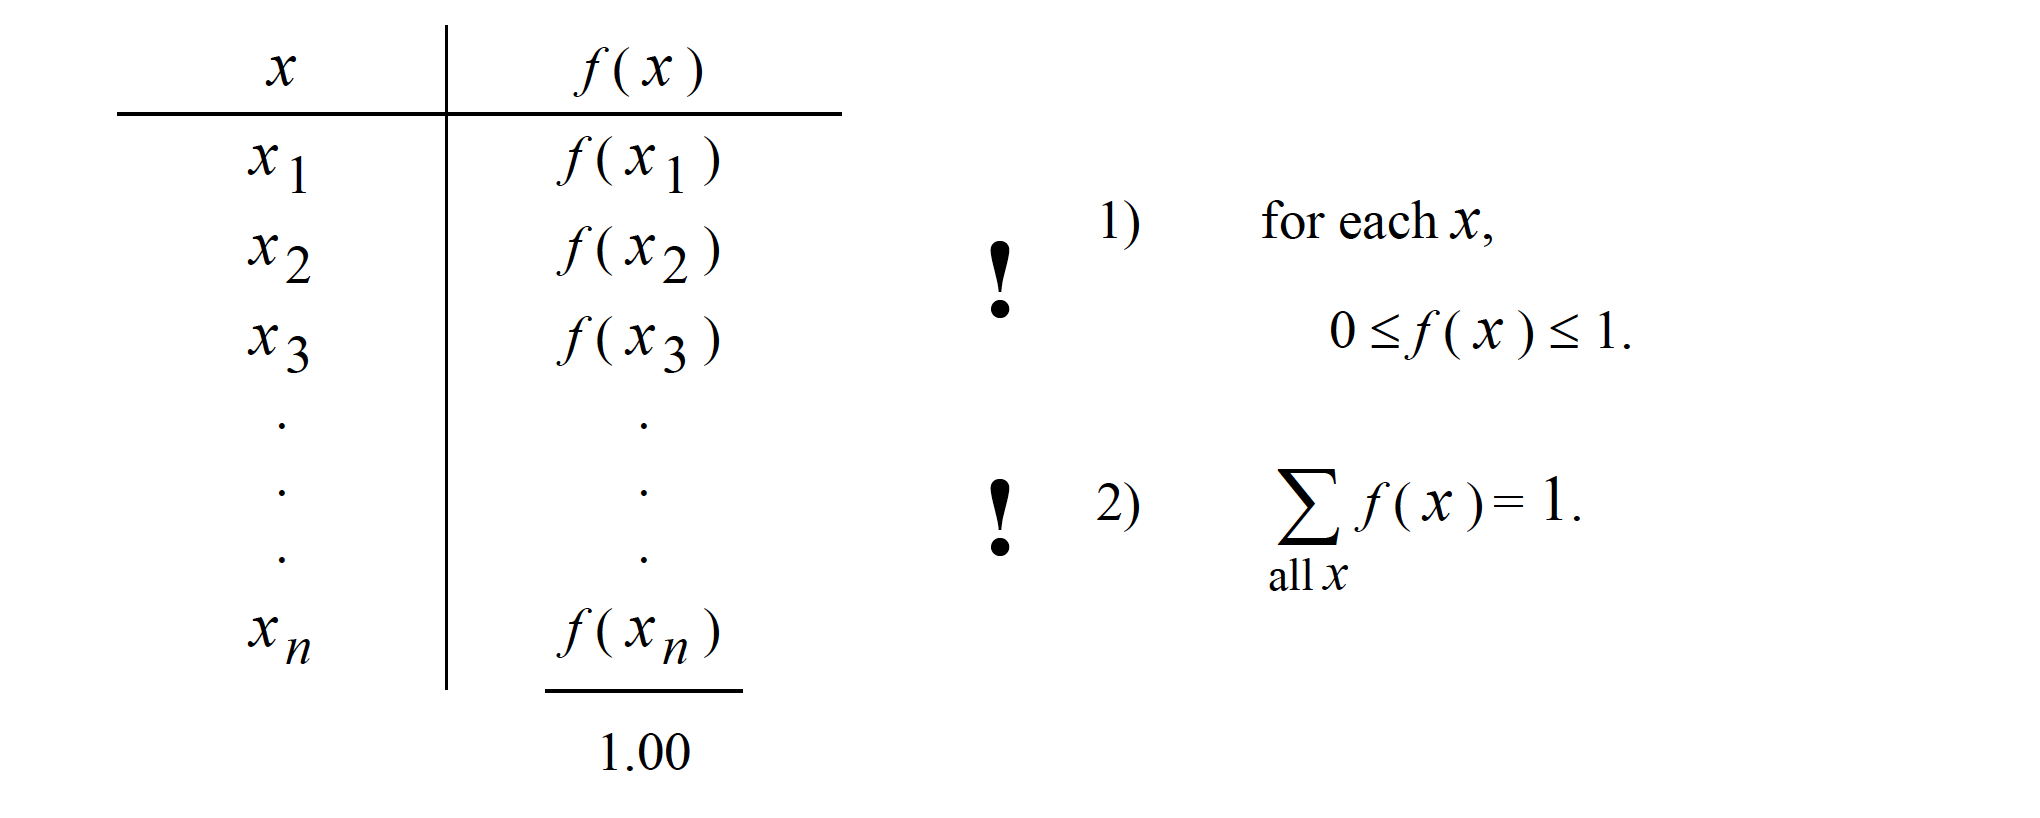 x f( x )
x1 f( x1 )
x2 f( x2 )
x3 f( x3 )
. .
. .
. .
xn f( xn )
1.00
! 1) for each x,
0 ≤ f( x ) ≤ 1.
! 2) ∑ f( x ) = 1.
all x